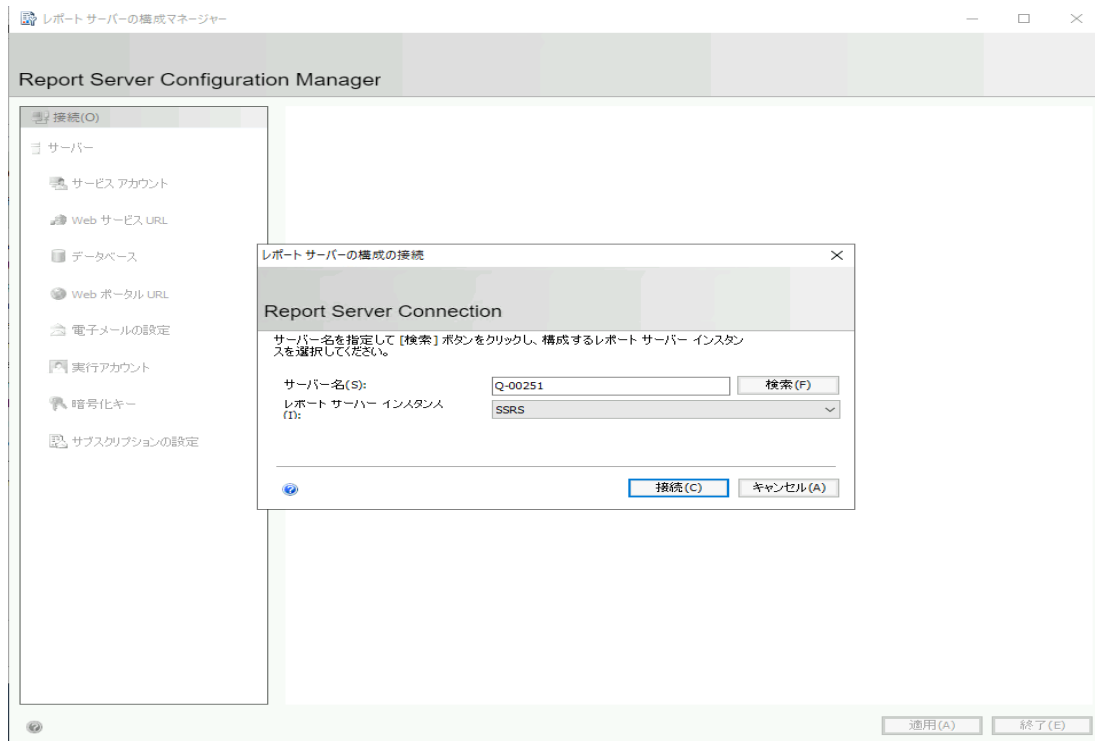 レポート サーバーの構成マネージャー
Report Server Configuration Manager
接続(O)
サーバー
サービス アカウント
Web サービス URL
データベース
Web ポータル URL
電子メールの設定
実行アカウント
暗号化キー
サブスクリプションの設定
レポート サーバーの構成の接続
Report Server Connection
サーバー名を指定して [検索] ボタンをクリックし、構成するレポート サーバー インスタン
スを選択してください。
サーバー名(S):
Q-00251
検索(F)
レポート サーバー インスタンス
(I):
SSRS
接続(C)
キャンセル(A)
適用(A)
終了(E)